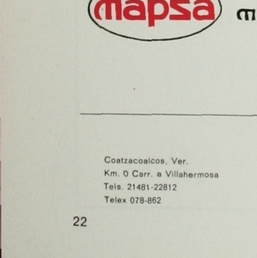 mapsa
Coatzacoalcos, Ver.
Km. 0 Carr. a Villahermosa
Tels. 21481-22812
Telex 078-862
22